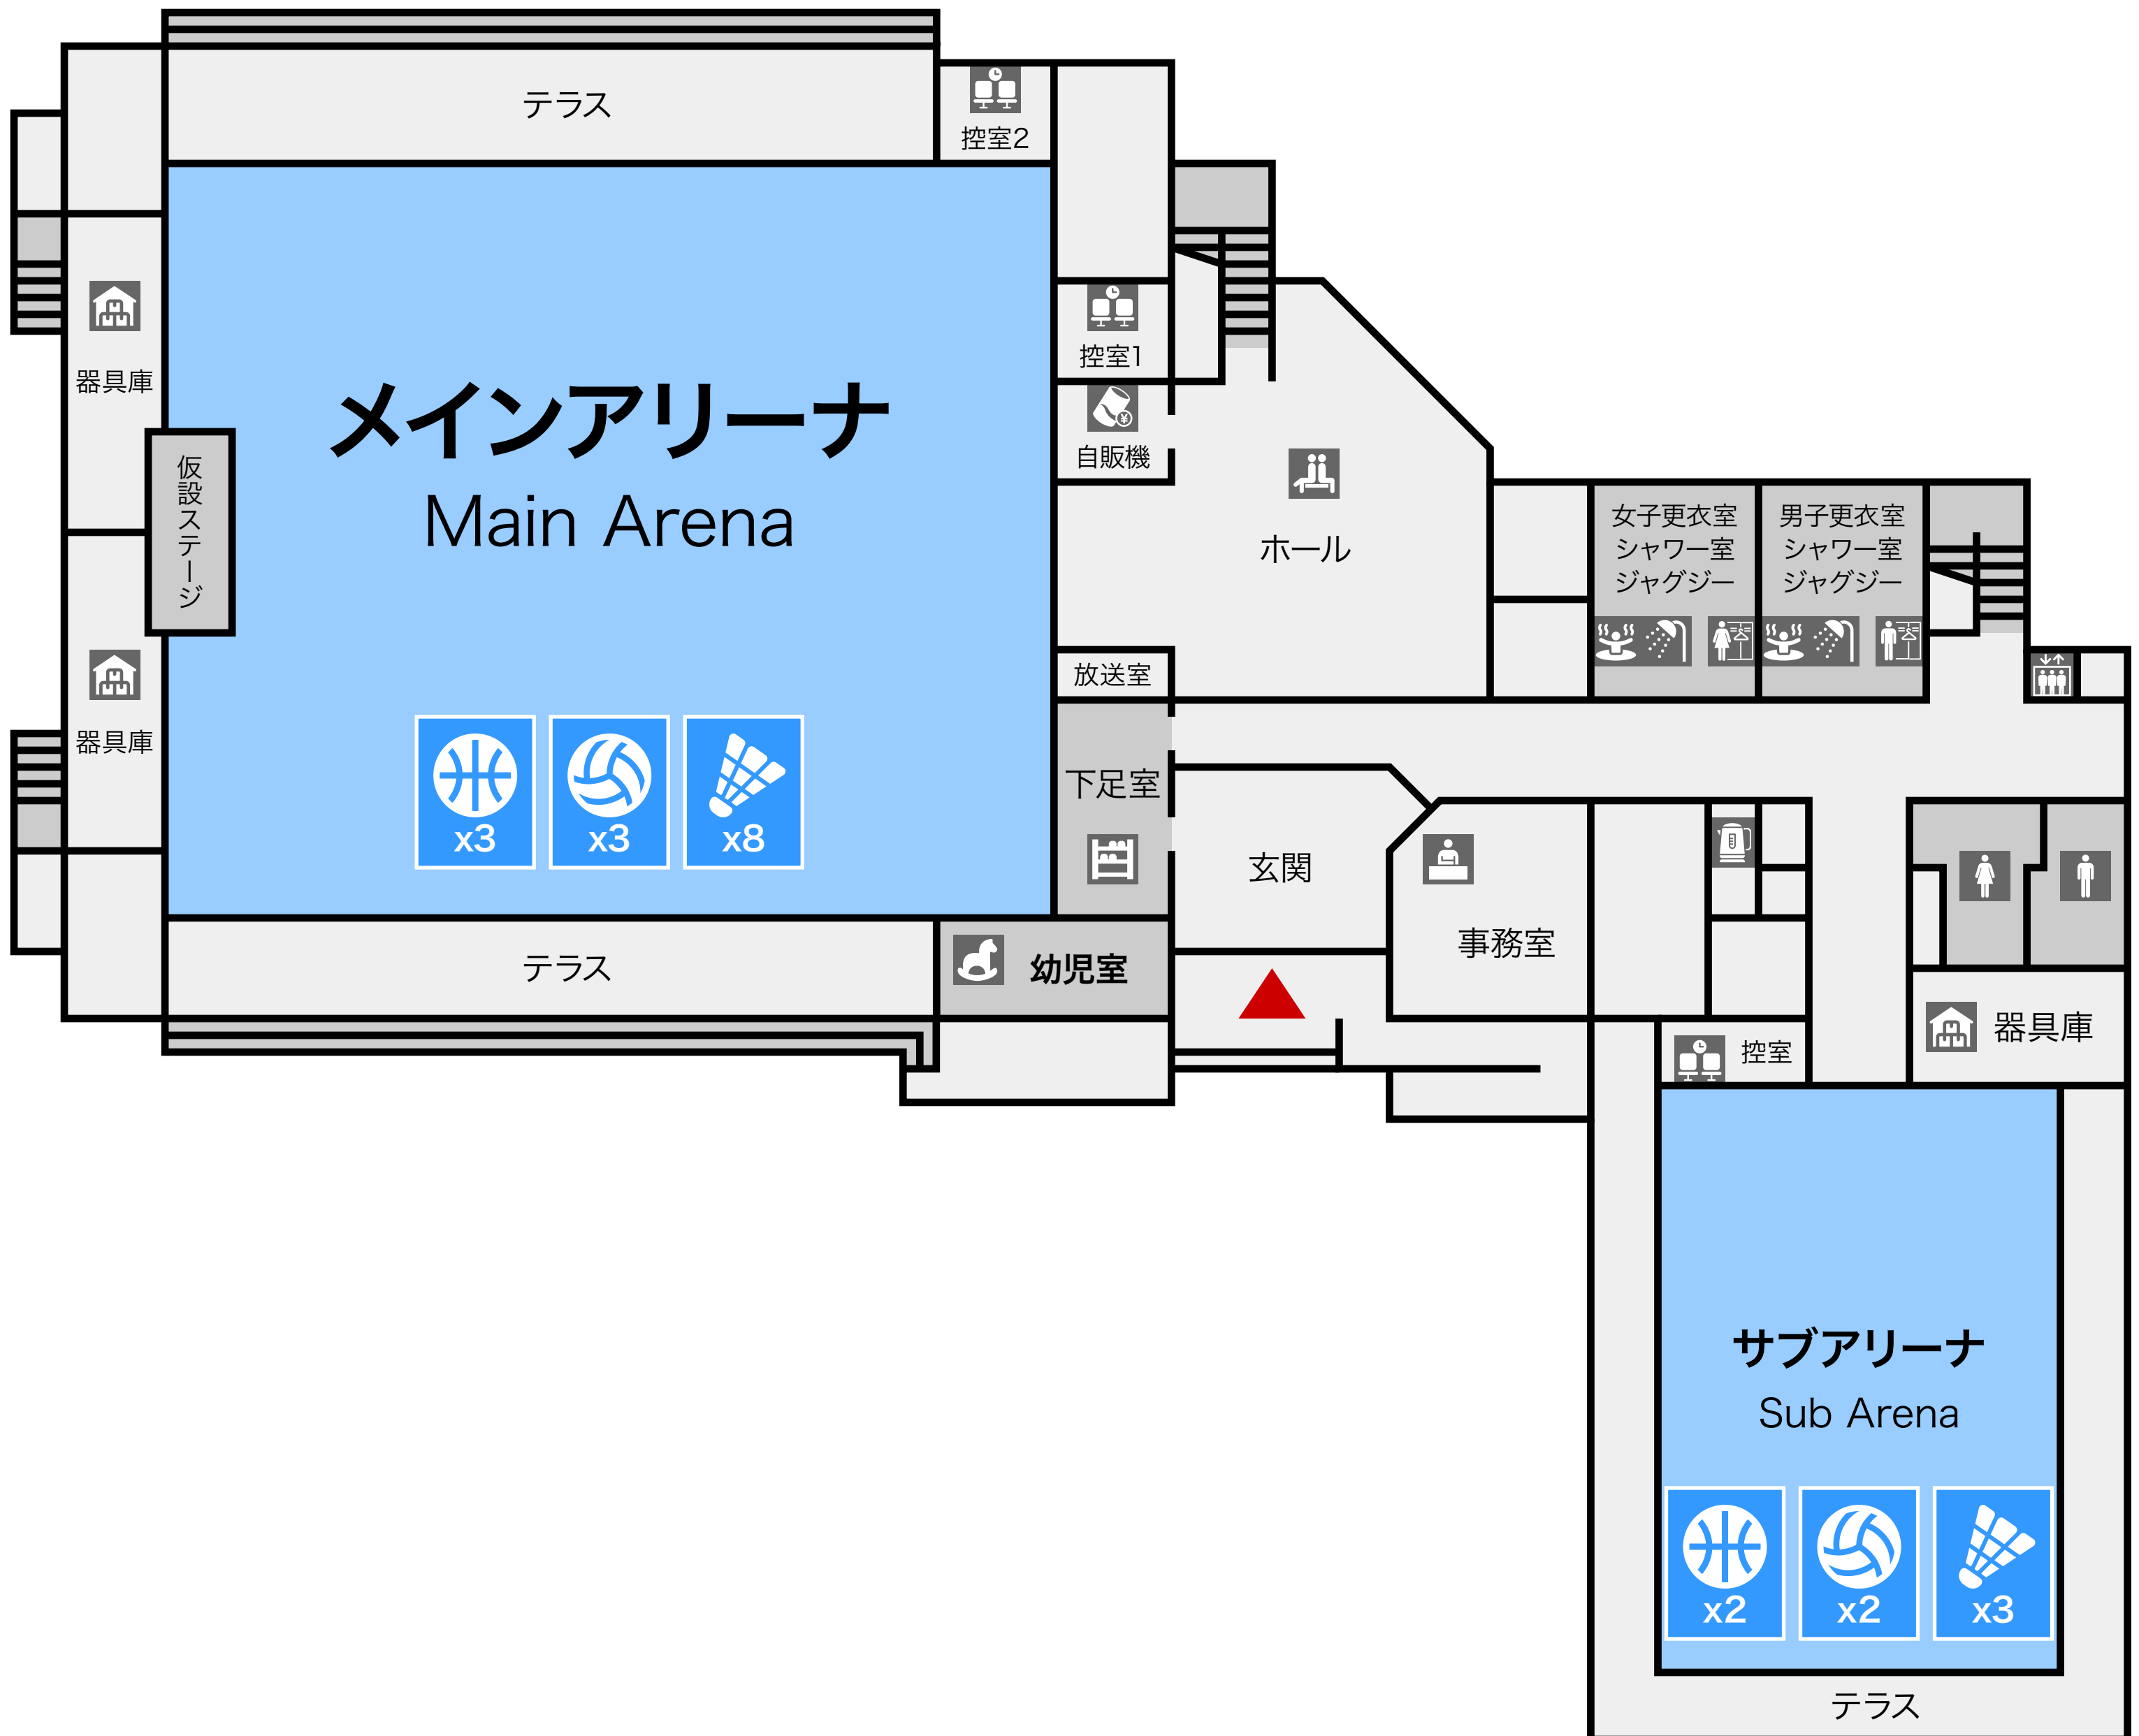 テラス
控室2
器具庫
控室1
メインアリーナ
自販機
仮設ステージ
Main Arena
女子更衣室
シャワー室
ジャグジー
男子更衣室
シャワー室
ジャグジー
ホール
放送室
器具庫
下足室
x3
x3
x8
玄関
事務室
テラス
幼児室
器具庫
控室
サブアリーナ
Sub Arena
x2
x2
x3
テラス